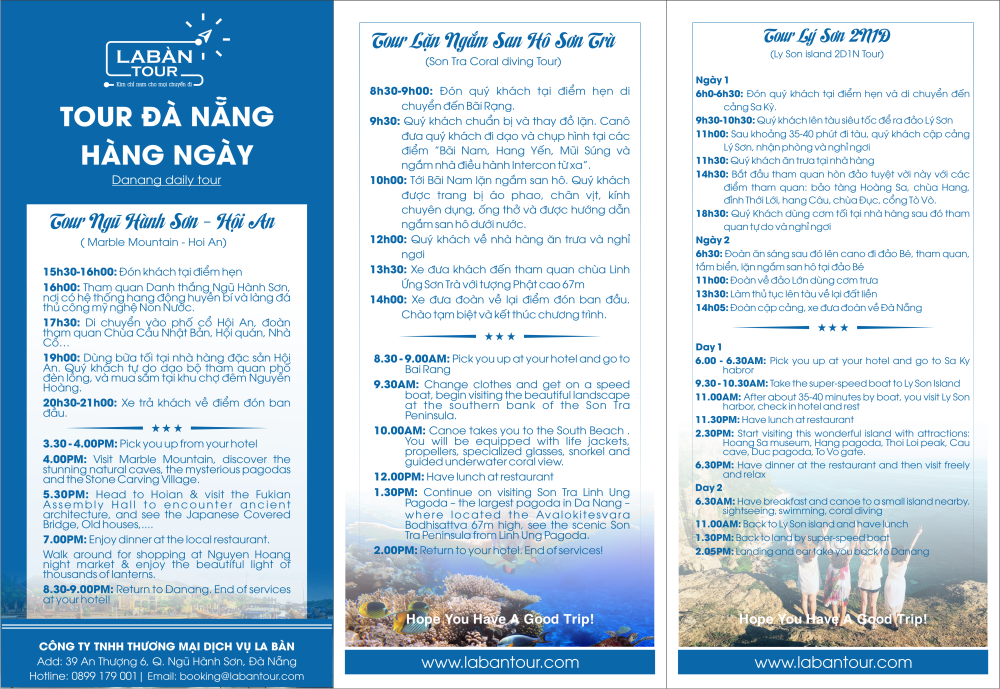 LABÀN
TOUR
Kim chỉ nam cho mọi chuyến đi
TOUR ĐÀ NẴNG
HÀNG NGÀY
Danang daily tour
Tour Ngũ Hành Sơn - Hội An
( Marble Mountain - Hoi An)
15h30-16h00: Đón khách tại điểm hẹn
16h00: Tham quan Danh thắng Ngũ Hành Sơn,
nơi có hệ thống hang động huyền bí và làng đá
thủ công mỹ nghệ Non Nước.
17h30: Di chuyển vào phố cổ Hội An, đoàn
tham quan Chùa Cầu Nhật Bản, Hội quán, Nhà
Cổ...
19h00: Dùng bữa tối tại nhà hàng đặc sản Hội
An. Quý khách tự do dạo bộ tham quan phố
đèn lồng, và mua sắm tại khu chợ đêm Nguyễn
Hoàng.
20h30-21h00: Xe trả khách về điểm đón ban
đầu.
3.30 - 4.00PM: Pick you up from your hotel
4.00PM: Visit Marble Mountain, discover the
stunning natural caves, the mysterious pagodas
and the Stone Carving Village.
5.30PM: Head to Hoian & visit the Fukian
Assembly Hall to encounter ancient
architecture, and see the Japanese Covered
Bridge, Old houses,....
7.00PM: Enjoy dinner at the local restaurant.
Walk around for shopping at Nguyen Hoang
night market & enjoy the beautiful light of
thousands of lanterns.
8.30-9.00PM: Return to Danang. End of services
at your hotel!
CÔNG TY TNHH THƯƠNG MẠI DỊCH VỤ LA BÀN
Add: 39 An Thượng 6, Q. Ngũ Hành Sơn, Đà Nẵng
Hotline: 0899 179 001| Email: booking@labantour.com
Tour Lặn Ngắm San Hô Sơn Trà
(Son Tra Coral diving Tour)
8h30-9h00: Đón quý khách tại điểm hẹn di
chuyển đến Bãi Rạng.
9h30: Quý khách chuẩn bị và thay đồ lặn. Canô
đưa quý khách đi dạo và chụp hình tại các
điểm "Bãi Nam, Hang Yến, Mũi Súng và
ngắm nhà điều hành Intercon từ xa".
10h00: Tới Bãi Nam lặn ngắm san hô. Quý khách
được trang bị áo phao, chân vịt, kính
chuyên dụng, ống thở và được hướng dẫn
ngắm san hô dưới nước.
12h00: Quý khách về nhà hàng ăn trưa và nghỉ
ngơi
13h30: Xe đưa khách đến tham quan chùa Linh
Ứng Sơn Trà với tượng Phật cao 67m
14h00: Xe đưa đoàn về lại điểm đón ban đầu.
Chào tạm biệt và kết thúc chương trình.
8.30 - 9.00AM: Pick you up at your hotel and go to
Bai Rang
9.30AM: Change clothes and get on a speed
boat, begin visiting the beautiful landscape
at the southern bank of the Son Tra
Peninsula.
10.00AM: Canoe takes you to the South Beach .
You will be equipped with life jackets,
propellers, specialized glasses, snorkel and
guided underwater coral view.
12.00PM: Have lunch at restaurant
1.30PM: Continue on visiting Son Tra Linh Ung
Pagoda – the largest pagoda in Da Nang –
where located the Avalokitesvara
Bodhisattva 67m high, see the scenic Son
Tra Peninsula from Linh Ung Pagoda.
2.00PM: Return to your hotel. End of services!
Hope You Have A Good Trip!
www.labantour.com
Tour Lý Sơn 2N1Đ
(Ly Son island 2D1N Tour)
Ngày 1
6h0-6h30: Đón quý khách tại điểm hẹn và di chuyển đến
cảng Sa Kỳ.
9h30-10h30: Quý khách lên tàu siêu tốc để ra đảo Lý Sơn
11h00: Sau khoảng 35-40 phút đi tàu, quý khách cập cảng
Lý Sơn, nhận phòng và nghỉ ngơi
11h30: Quý khách ăn trưa tại nhà hàng
14h30: Bắt đầu tham quan hòn đảo tuyệt vời này với các
điểm tham quan: bảo tàng Hoàng Sa, chùa Hang,
đình Thới Lới, hang Cầu, chùa Đục, cổng Tò Vò.
18h30: Quý Khách dùng cơm tối tại nhà hàng sau đó tham
quan tự do và nghỉ ngơi
Ngày 2
6h30: Đoàn ăn sáng sau đó lên cano đi đảo Bé, tham quan,
tắm biển, lặn ngắm san hô tại đảo Bé
11h00: Đoàn về đảo Lớn dùng cơm trưa
13h30: Làm thủ tục lên tàu về lại đất liền
14h05: Đoàn cập cảng, xe đưa đoàn về Đà Nẵng
Day 1
6.00 - 6.30AM: Pick you up at your hotel and go to Sa Ky
habror
9.30 - 10.30AM: Take the super-speed boat to Ly Son Island
11.00AM: After about 35-40 minutes by boat, you visit Ly Son
harbor, check in hotel and rest
11.30PM: Have lunch at restaurant
2.30PM: Start visiting this wonderful island with attractions:
Hoang Sa museum, Hang pagoda, Thoi Loi peak, Cau
cave, Duc pagoda, To Vo gate.
6.30PM: Have dinner at the restaurant and then visit freely
and relax
Day 2
6.30AM: Have breakfast and canoe to a small island nearby,
sightseeing, swimming, coral diving
11.00AM: Back to Ly Son island and have lunch
1.30PM: Back to land by super-speed boat
2.05PM: Landing and car take you back to Danang
Hope You Have A Good Trip!
www.labantour.com